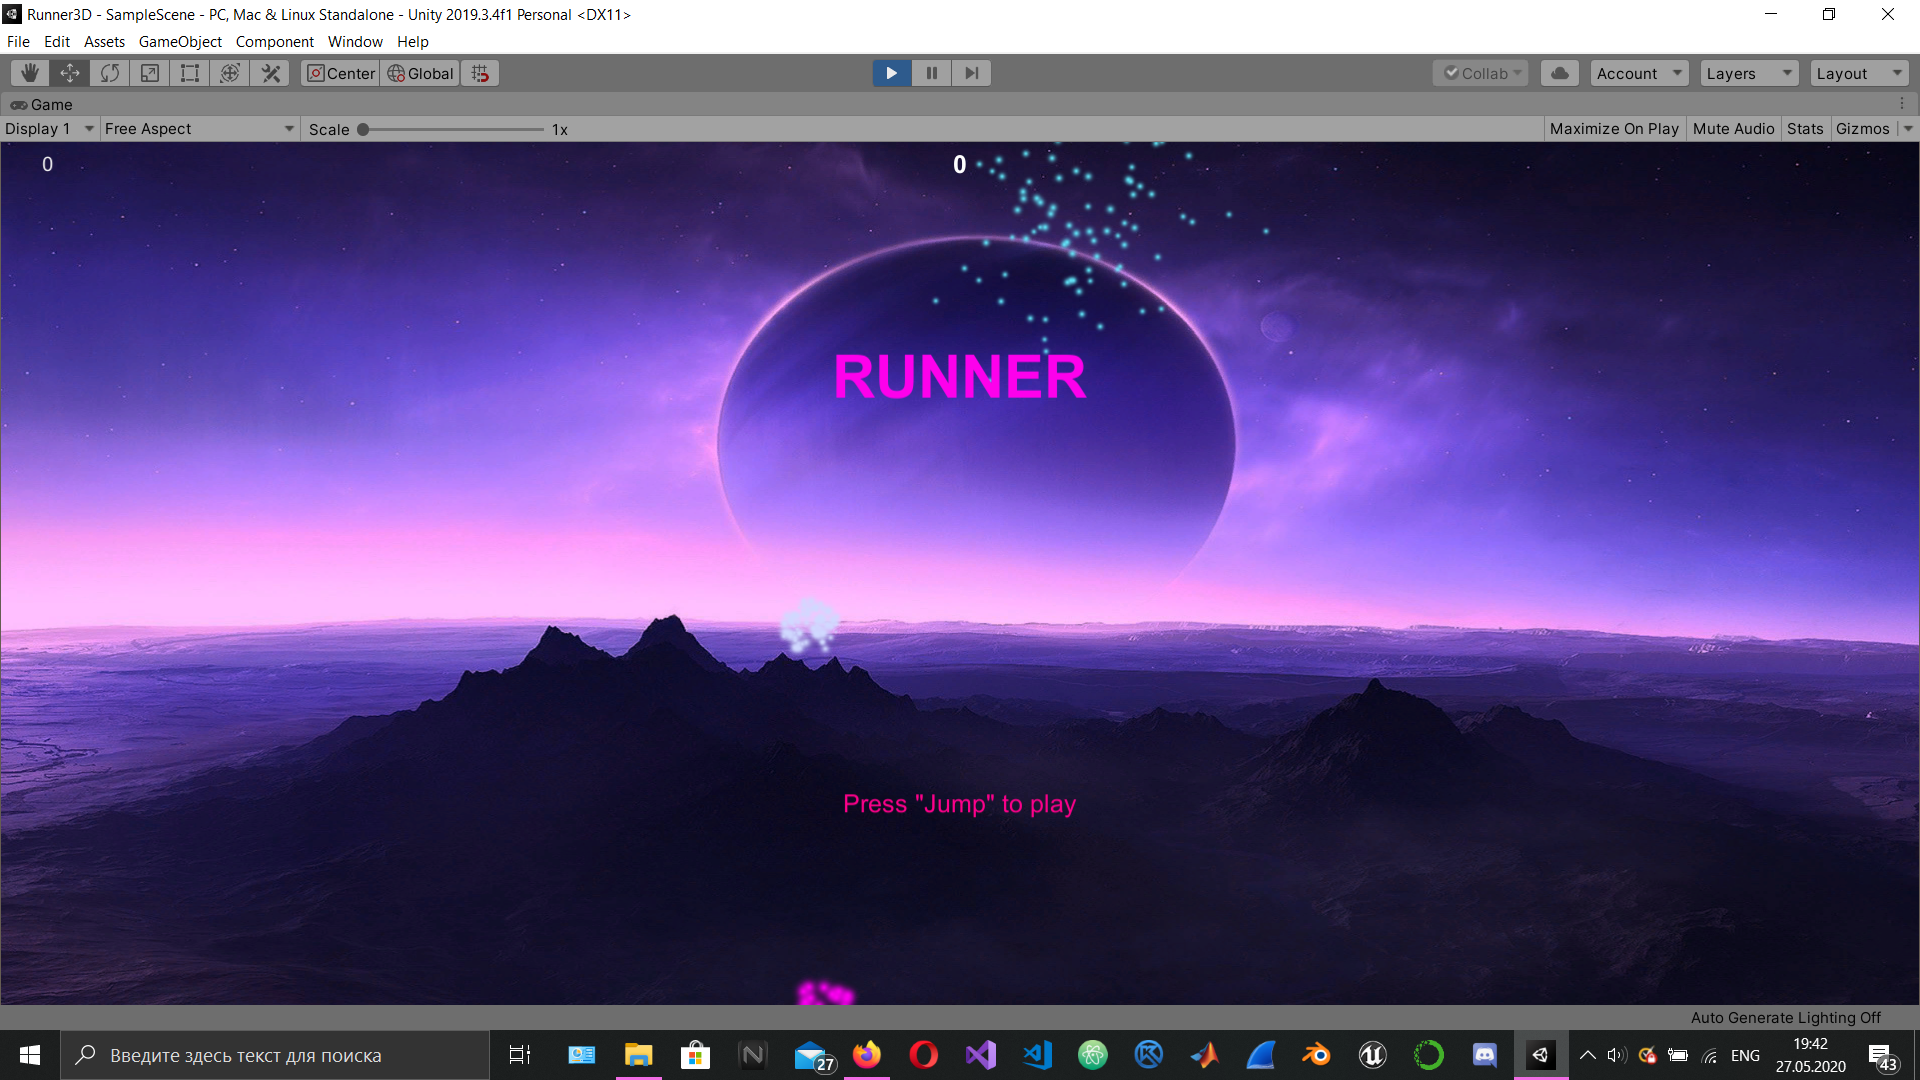 Runner3D - SampleScene - PC, Mac & Linux Standalone - Unity 2019.3.4f1 Personal <DX11>
File Edit Assets GameObject Component Window Help
Center Global Collab Account Layers Layout
Game
Display 1 Free Aspect Scale 1x Maximize On Play Mute Audio Stats Gizmos
0 0
RUNNER
Press "Jump" to play
Auto Generate Lighting Off
Введите здесь текст для поиска 27 ENG 19:42 43
27.05.2020